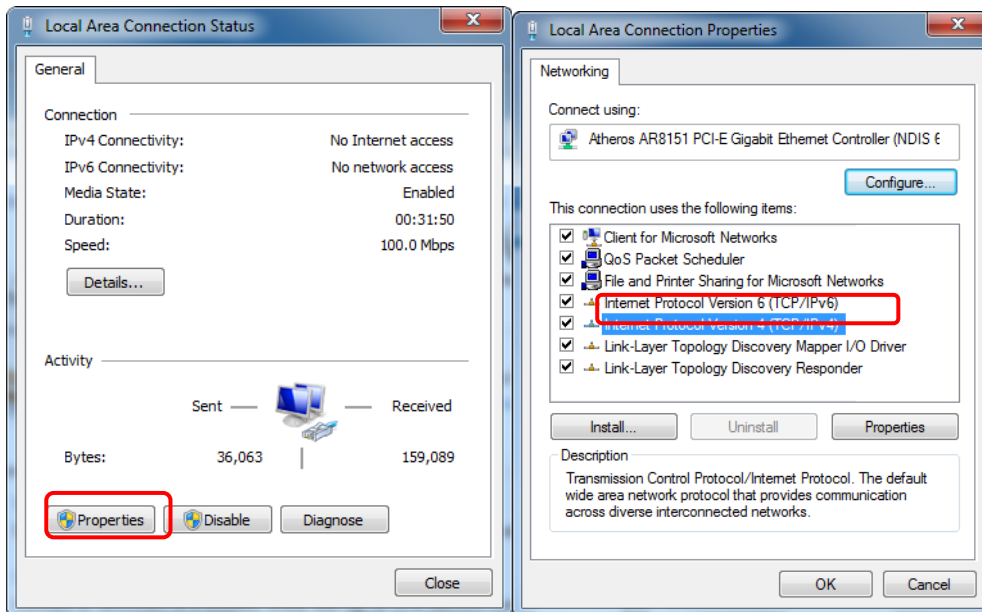 Local Area Connection Status
General
Connection
IPv4 Connectivity: No Internet access
IPv6 Connectivity: No network access
Media State: Enabled
Duration: 00:31:50
Speed: 100.0 Mbps
Details...
Activity
Sent Received
Bytes: 36,063 159,089
Properties Disable Diagnose
Close
Local Area Connection Properties
Networking
Connect using:
Atheros AR8151 PCI-E Gigabit Ethernet Controller (NDIS 6
Configure...
This connection uses the following items:
Client for Microsoft Networks
QoS Packet Scheduler
File and Printer Sharing for Microsoft Networks
Internet Protocol Version 6 (TCP/IPv6)
Internet Protocol Version 4 (TCP/IPv4)
Link-Layer Topology Discovery Mapper I/O Driver
Link-Layer Topology Discovery Responder
Install... Uninstall Properties
Description
Transmission Control Protocol/Internet Protocol. The default
wide area network protocol that provides communication
across diverse interconnected networks.
OK Cancel